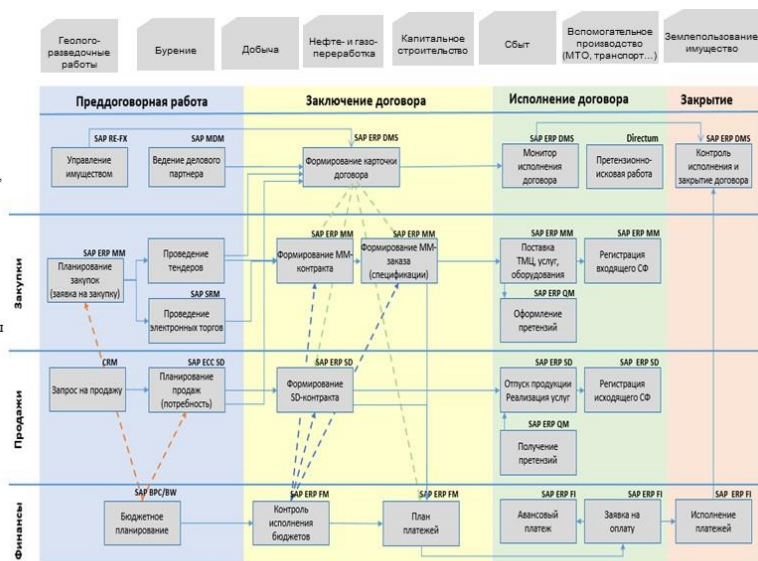 Геолого-
разведочные
работы
Бурение
Добыча
Нефте- и газо-
переработка
Капитальное
строительство
Сбыт
Вспомогательное
производство
(МТО, транспорт...)
Землепользование
имущество
Преддоговорная работа
Заключение договора
Исполнение договора
Закрытие
SAP RE-FX
Управление
имуществом
SAP MDM
Ведение делового
партнера
SAP ERP DMS
Формирование карточки
договора
SAP ERP DMS
Монитор
исполнения
договора
Directum
Претензионно-
исковая работа
SAP ERP DMS
Контроль
исполнения и
закрытие договора
Закупки
SAP ERP MM
Планирование
закупок
(заявка на закупку)
Проведение
тендеров
SAP SRM
Проведение
электронных торгов
SAP ERP MM
Формирование ММ-
контракта
SAP ERP MM
Формирование ММ-
заказа
(спецификации)
SAP ERP MM
Поставка
ТМЦ, услуг,
оборудования
SAP ERP MM
Регистрация
входящего СФ
SAP ERP QM
Оформление
претензий
Продажи
CRM
Запрос на продажу
SAP ECC SD
Планирование
продаж
(потребность)
SAP ERP SD
Формирование
SD-контракта
SAP ERP SD
Отпуск продукции
Реализация услуг
SAP ERP SD
Регистрация
исходящего СФ
SAP ERP QM
Получение
претензий
Финансы
SAP BPC/BW
Бюджетное
планирование
SAP ERP FM
Контроль
исполнения
бюджетов
SAP ERP FM
План
платежей
SAP ERP FI
Авансовый
платеж
SAP ERP FI
Заявка на
оплату
SAP ERP FI
Исполнение
платежей